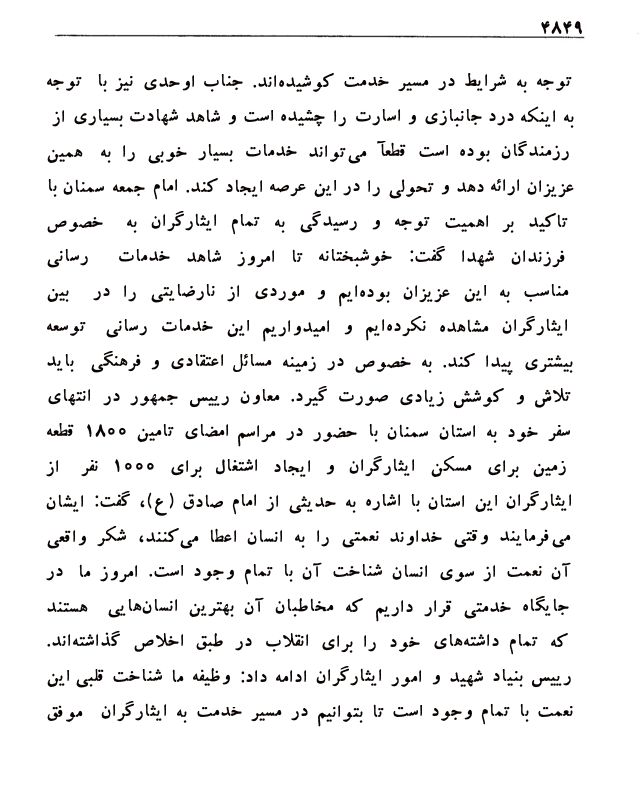 ۴۸۴۹
توجه به شرایط در مسیر خدمت کوشیده‌اند. جناب اوحدی نیز با توجه
به اینکه درد جانبازی و اسارت را چشیده است و شاهد شهادت بسیاری از
رزمندگان بوده است قطعاً می‌تواند خدمات بسیار خوبی را به همین
عزیزان ارائه دهد و تحولی را در این عرصه ایجاد کند. امام جمعه سمنان با
تاکید بر اهمیت توجه و رسیدگی به تمام ایثارگران به خصوص
فرزندان شهدا گفت: خوشبختانه تا امروز شاهد خدمات رسانی
مناسب به این عزیزان بوده‌ایم و موردی از نارضایتی را در بین
ایثارگران مشاهده نکرده‌ایم و امیدواریم این خدمات رسانی توسعه
بیشتری پیدا کند. به خصوص در زمینه مسائل اعتقادی و فرهنگی باید
تلاش و کوشش زیادی صورت گیرد. معاون رییس جمهور در انتهای
سفر خود به استان سمنان با حضور در مراسم امضای تامین ۱۸۰۰ قطعه
زمین برای مسکن ایثارگران و ایجاد اشتغال برای ۱۰۰۰ نفر از
ایثارگران این استان با اشاره به حدیثی از امام صادق (ع)، گفت: ایشان
می‌فرمایند وقتی خداوند نعمتی را به انسان اعطا می‌کنند، شکر واقعی
آن نعمت از سوی انسان شناخت آن با تمام وجود است. امروز ما در
جایگاه خدمتی قرار داریم که مخاطبان آن بهترین انسان‌هایی هستند
که تمام داشته‌های خود را برای انقلاب در طبق اخلاص گذاشته‌اند.
رییس بنیاد شهید و امور ایثارگران ادامه داد: وظیفه ما شناخت قلبی این
نعمت با تمام وجود است تا بتوانیم در مسیر خدمت به ایثارگران موفق